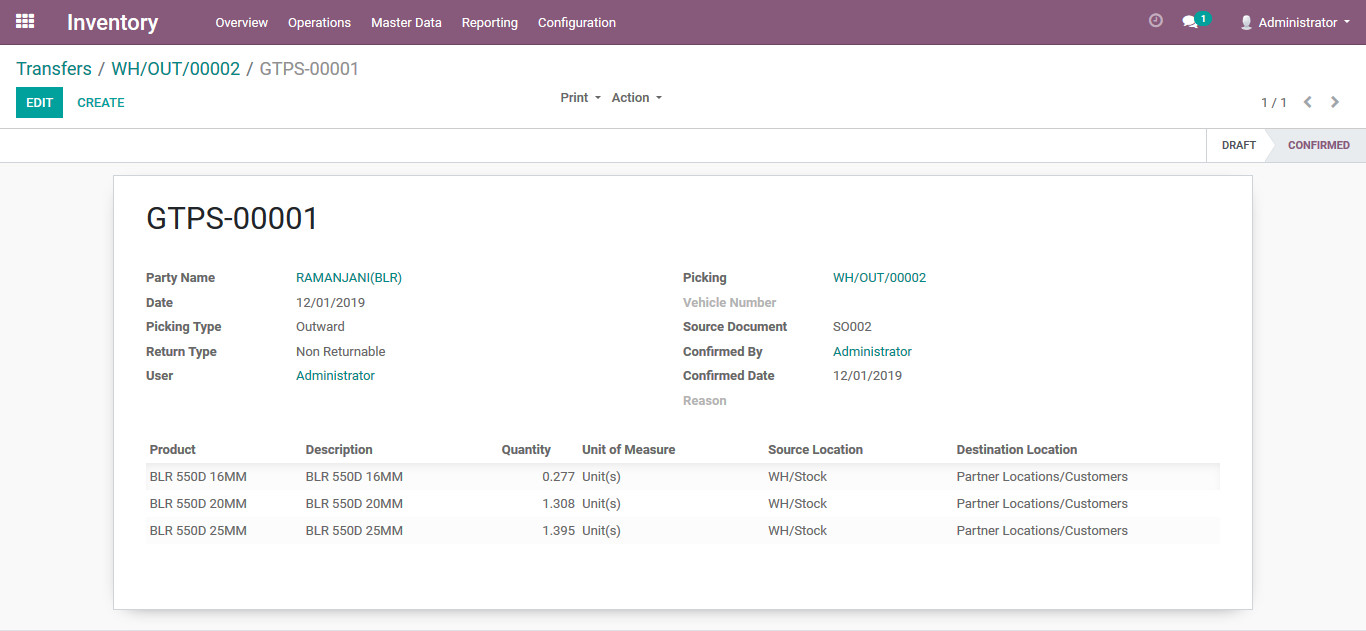 Inventory Overview Operations Master Data Reporting Configuration 1 Administrator
Transfers / WH/OUT/00002 / GTPS-00001
EDIT CREATE Print Action 1 / 1
DRAFT CONFIRMED
GTPS-00001
Party Name RAMANJANI(BLR) Picking WH/OUT/00002
Date 12/01/2019 Vehicle Number
Picking Type Outward Source Document SO002
Return Type Non Returnable Confirmed By Administrator
User Administrator Confirmed Date 12/01/2019
Reason
Product Description Quantity Unit of Measure Source Location Destination Location
BLR 550D 16MM BLR 550D 16MM 0.277 Unit(s) WH/Stock Partner Locations/Customers
BLR 550D 20MM BLR 550D 20MM 1.308 Unit(s) WH/Stock Partner Locations/Customers
BLR 550D 25MM BLR 550D 25MM 1.395 Unit(s) WH/Stock Partner Locations/Customers